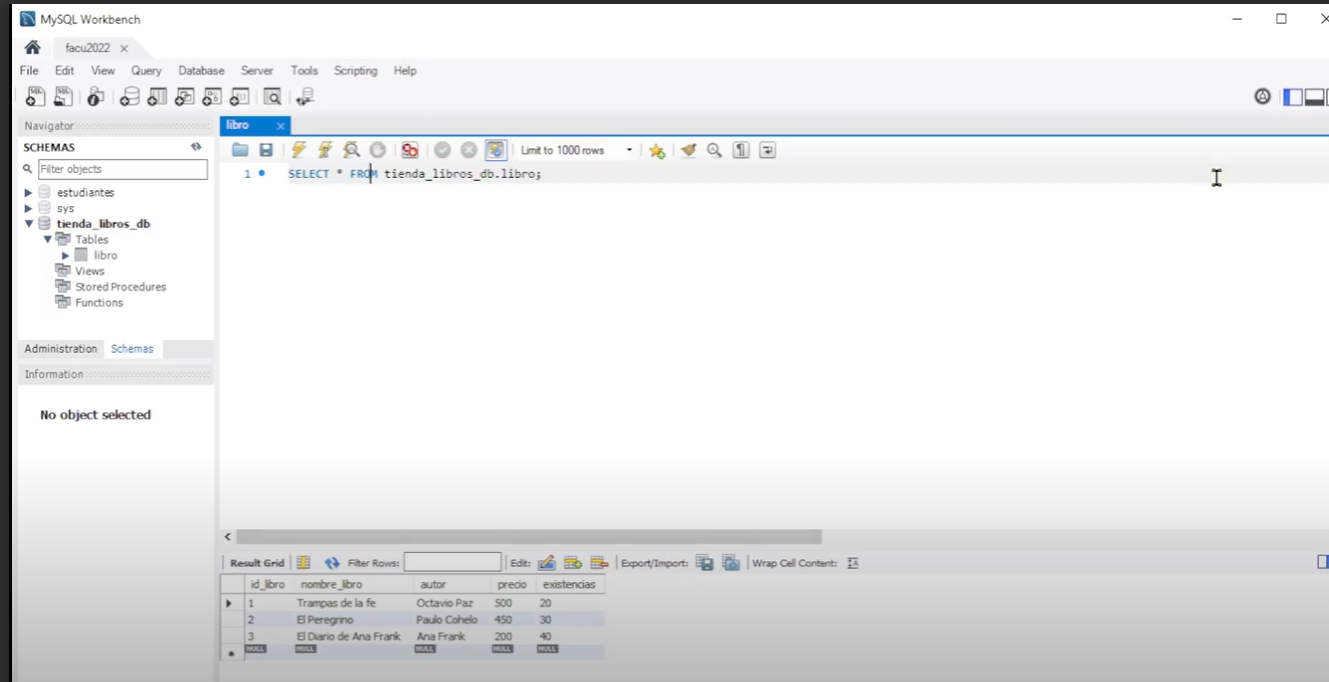 MySQL Workbench
facu2022
File Edit View Query Database Server Tools Scripting Help
Navigator
SCHEMAS
Filter objects
estudiantes
sys
tienda_libros_db
Tables
libro
Views
Stored Procedures
Functions
Administration Schemas
Information
No object selected
libro
Limit to 1000 rows
1 SELECT * FROM tienda_libros_db.libro;
Result Grid Filter Rows: Edit: Export/Import: Wrap Cell Content:
id_libro nombre_libro autor precio existencias
1 Trampas de la fe Octavio Paz 500 20
2 El Peregrino Paulo Cohelo 450 30
3 El Diario de Ana Frank Ana Frank 200 40
NULL NULL NULL NULL NULL